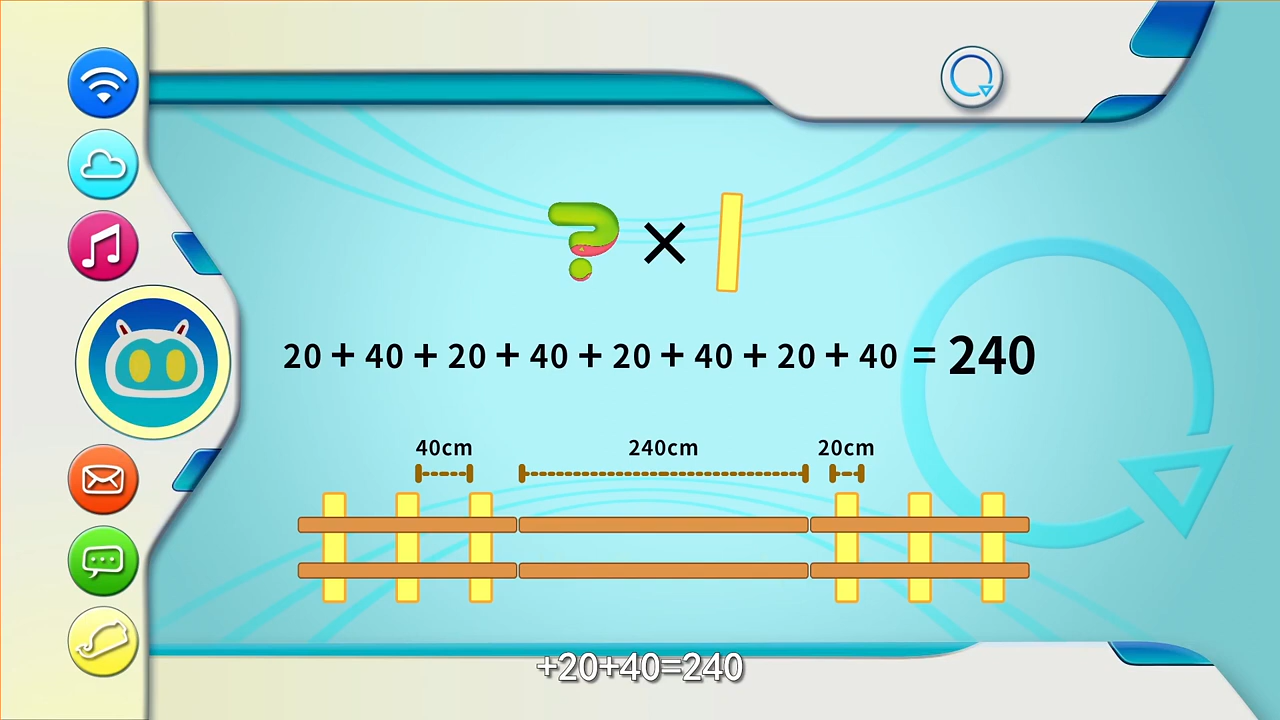 ? ×
20 + 40 + 20 + 40 + 20 + 40 + 20 + 40 = 240
40cm 240cm 20cm
+20+40=240